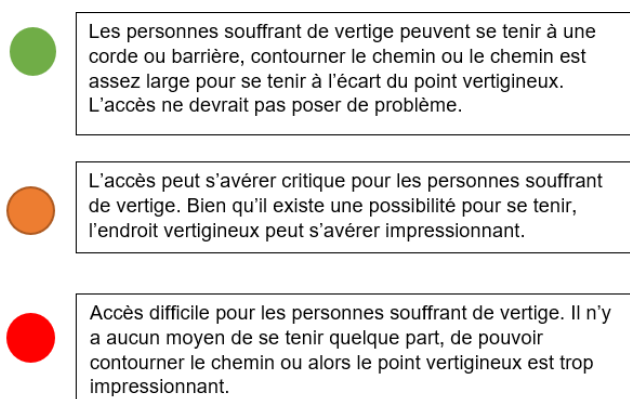 Les personnes souffrant de vertige peuvent se tenir à une
corde ou barrière, contourner le chemin ou le chemin est
assez large pour se tenir à l'écart du point vertigineux.
L'accès ne devrait pas poser de problème.
L'accès peut s'avérer critique pour les personnes souffrant
de vertige. Bien qu'il existe une possibilité pour se tenir,
l'endroit vertigineux peut s'avérer impressionnant.
Accès difficile pour les personnes souffrant de vertige. Il n'y
a aucun moyen de se tenir quelque part, de pouvoir
contourner le chemin ou alors le point vertigineux est trop
impressionnant.